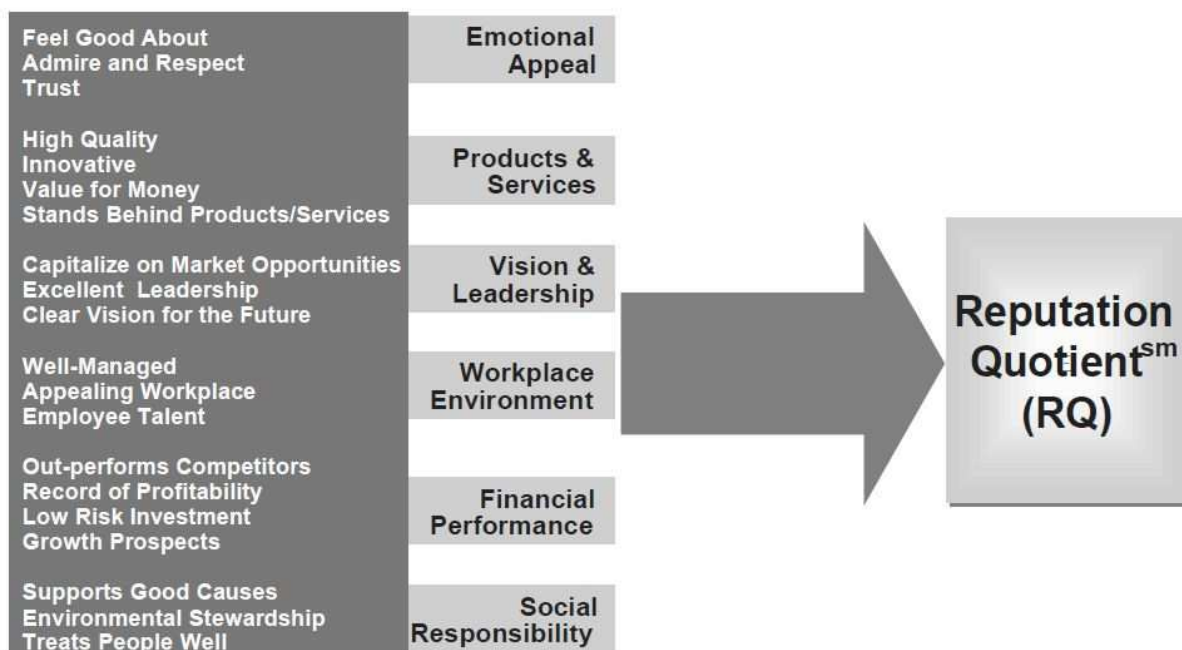 Feel Good About
Admire and Respect
Trust
Emotional
Appeal
High Quality
Innovative
Value for Money
Stands Behind Products/Services
Products &
Services
Capitalize on Market Opportunities
Excellent Leadership
Clear Vision for the Future
Vision &
Leadership
Well-Managed
Appealing Workplace
Employee Talent
Workplace
Environment
Out-performs Competitors
Record of Profitability
Low Risk Investment
Growth Prospects
Financial
Performance
Supports Good Causes
Environmental Stewardship
Treats People Well
Social
Responsibility
Reputation
Quotient sm
(RQ)